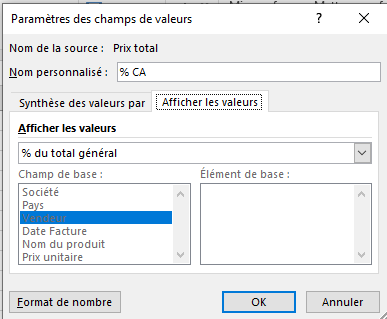 Paramètres des champs de valeurs
?
Nom de la source : Prix total
Nom personnalisé : % CA
Synthèse des valeurs par Afficher les valeurs
Afficher les valeurs
% du total général
Champ de base : Élément de base :
Société
Pays
Vendeur
Date Facture
Nom du produit
Prix unitaire
Format de nombre OK Annuler